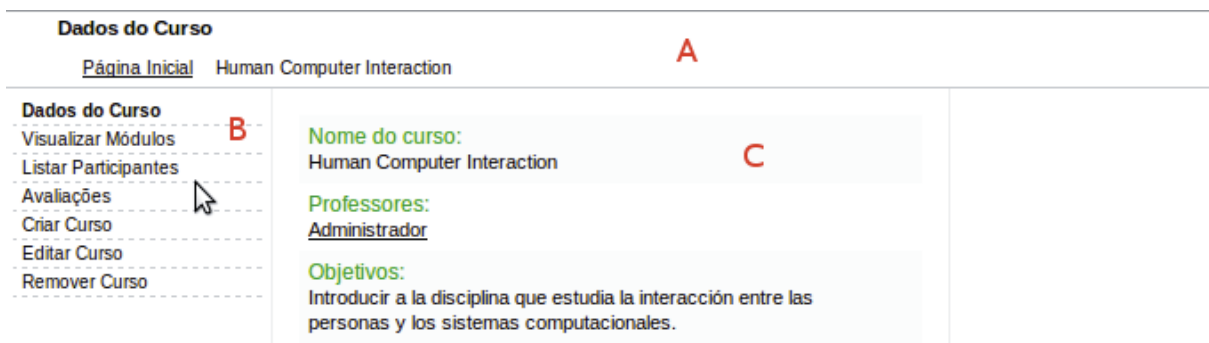 Dados do Curso
Página Inicial Human Computer Interaction
A
Dados do Curso
B
Visualizar Módulos
Listar Participantes
Avaliações
Criar Curso
Editar Curso
Remover Curso
Nome do curso:
Human Computer Interaction
C
Professores:
Administrador
Objetivos:
Introducir a la disciplina que estudia la interacción entre las
personas y los sistemas computacionales.